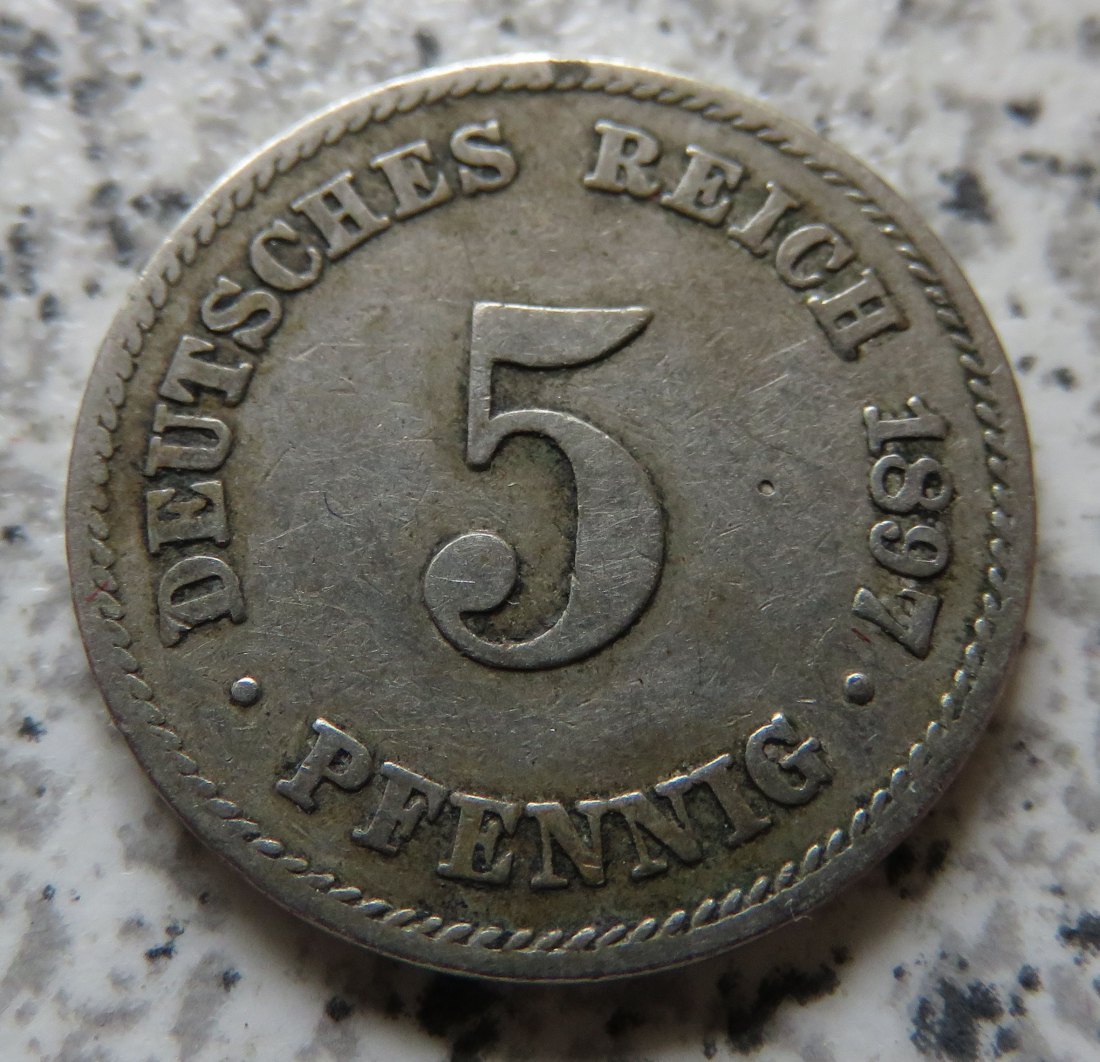 DEUTSCHES REICH 1897
5
· PFENNIG ·